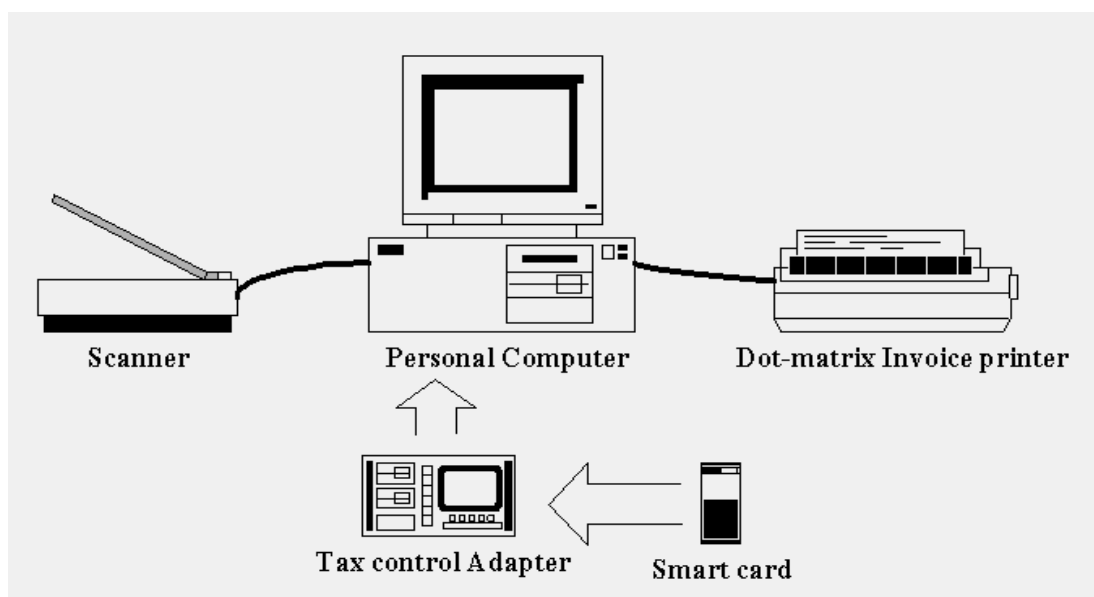 Scanner
Personal Computer
Dot-matrix Invoice printer
Tax control Adapter
Smart card